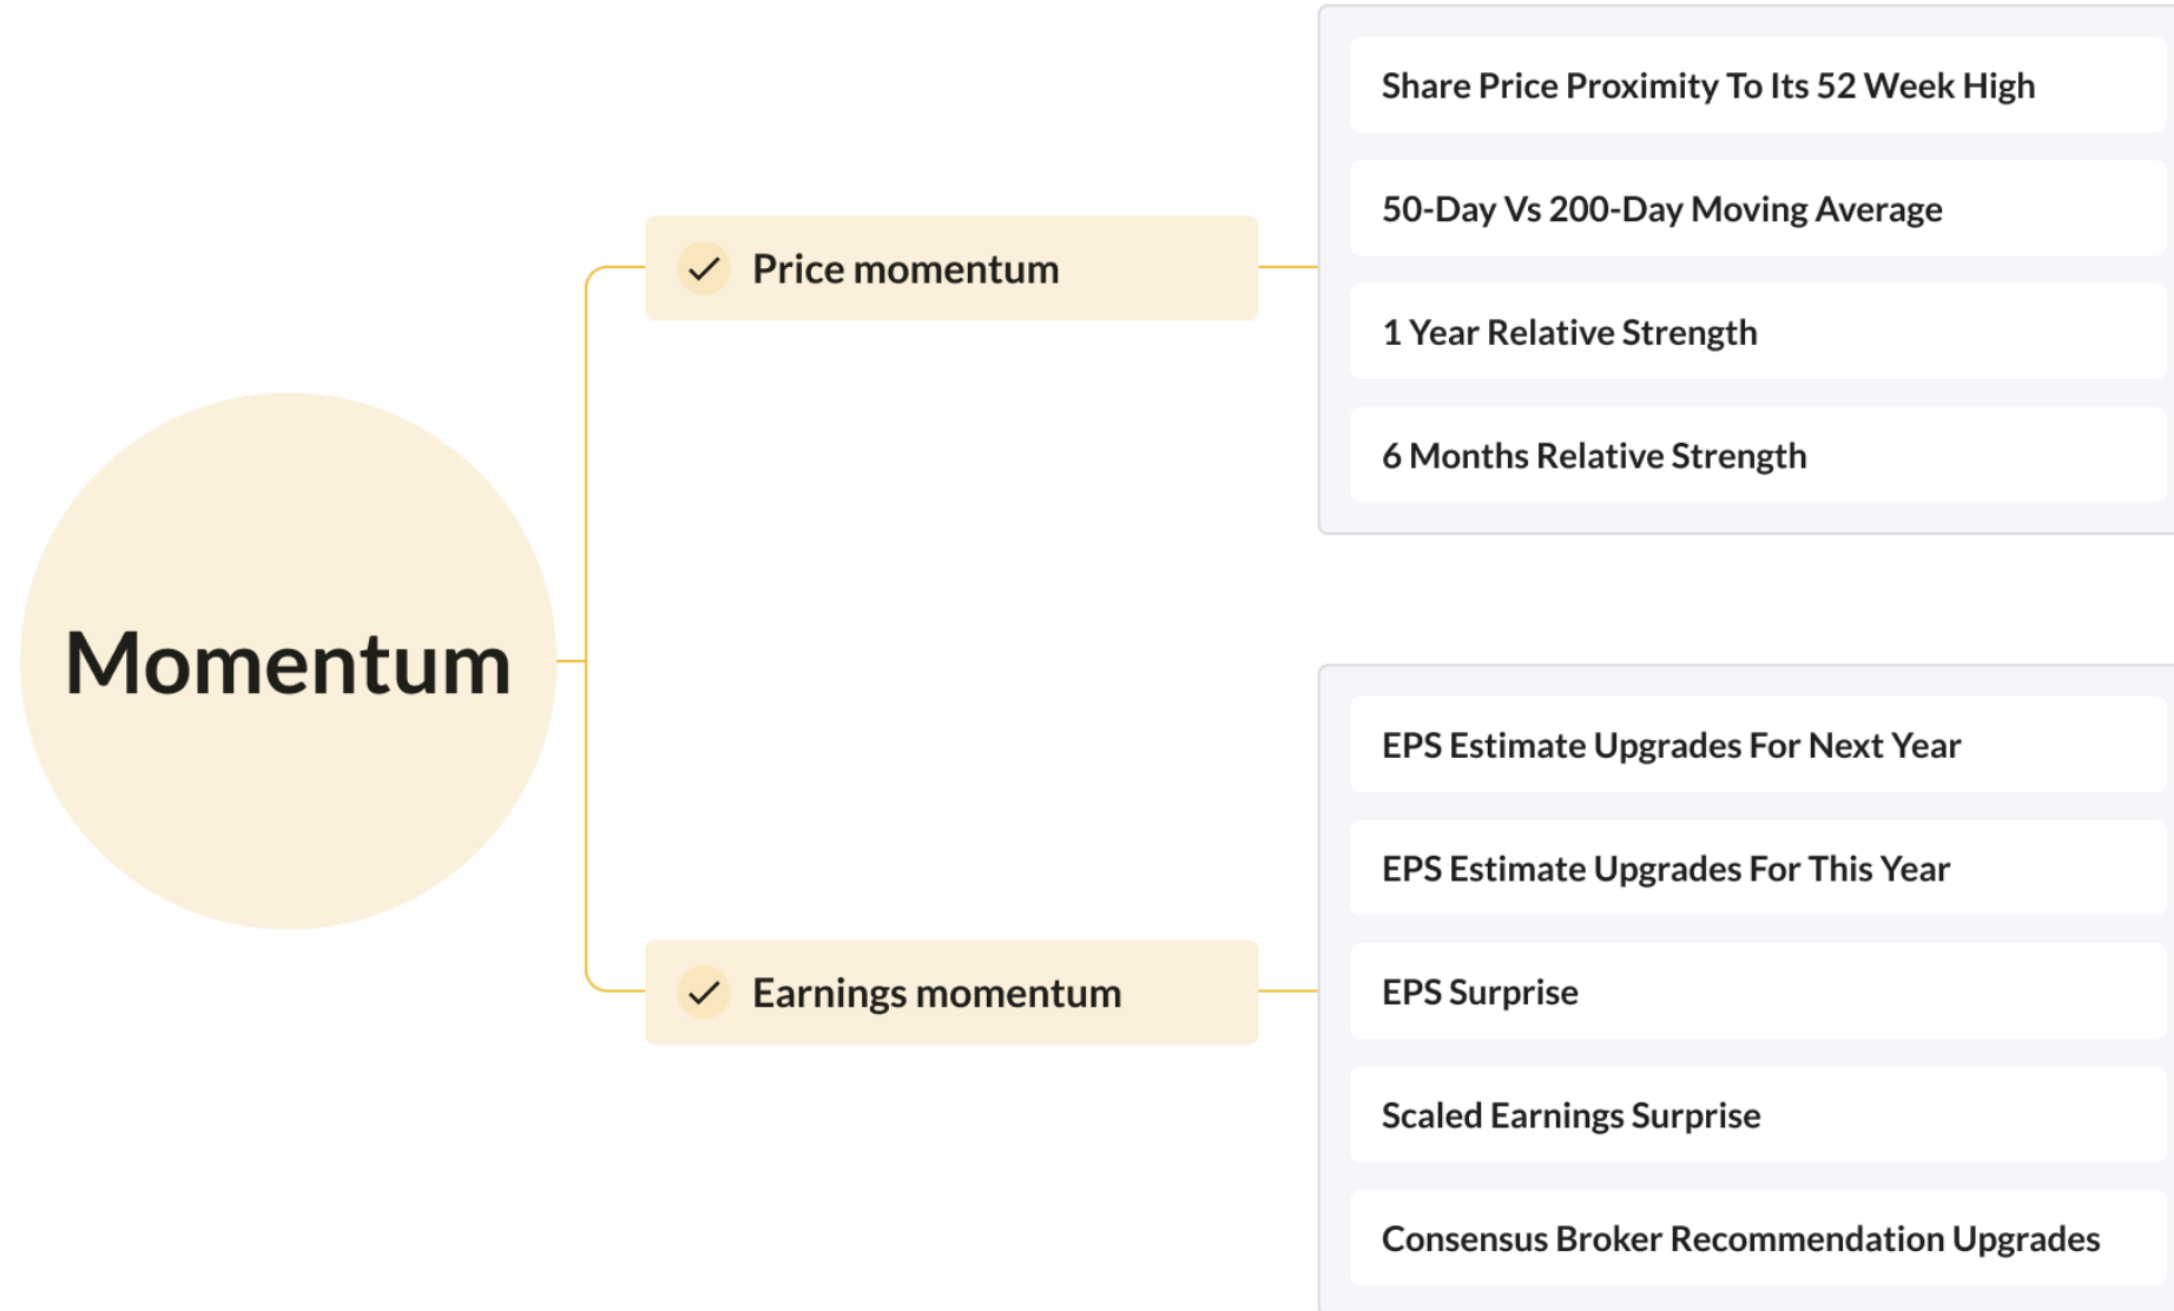 Momentum
Price momentum
Share Price Proximity To Its 52 Week High
50-Day Vs 200-Day Moving Average
1 Year Relative Strength
6 Months Relative Strength
Earnings momentum
EPS Estimate Upgrades For Next Year
EPS Estimate Upgrades For This Year
EPS Surprise
Scaled Earnings Surprise
Consensus Broker Recommendation Upgrades